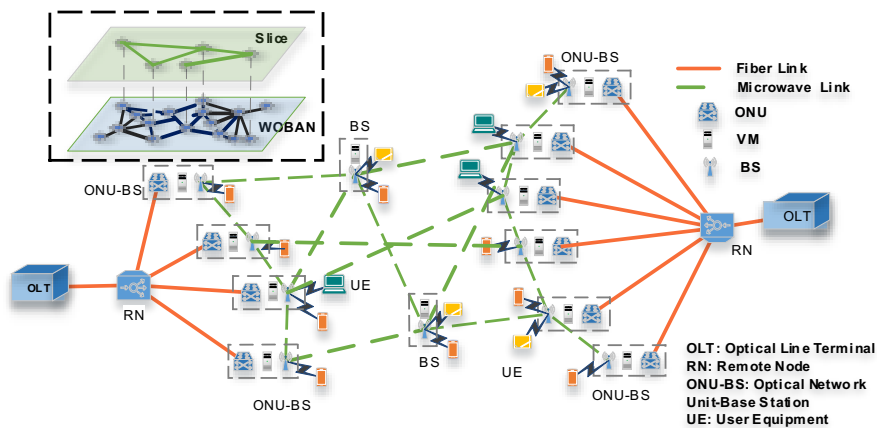 Slice
WOBAN
ONU-BS
BS
ONU-BS
Fiber Link
Microwave Link
ONU
VM
BS
OLT
RN
OLT
RN
UE
BS
UE
ONU-BS
ONU-BS
OLT: Optical Line Terminal
RN: Remote Node
ONU-BS: Optical Network
Unit-Base Station
UE: User Equipment